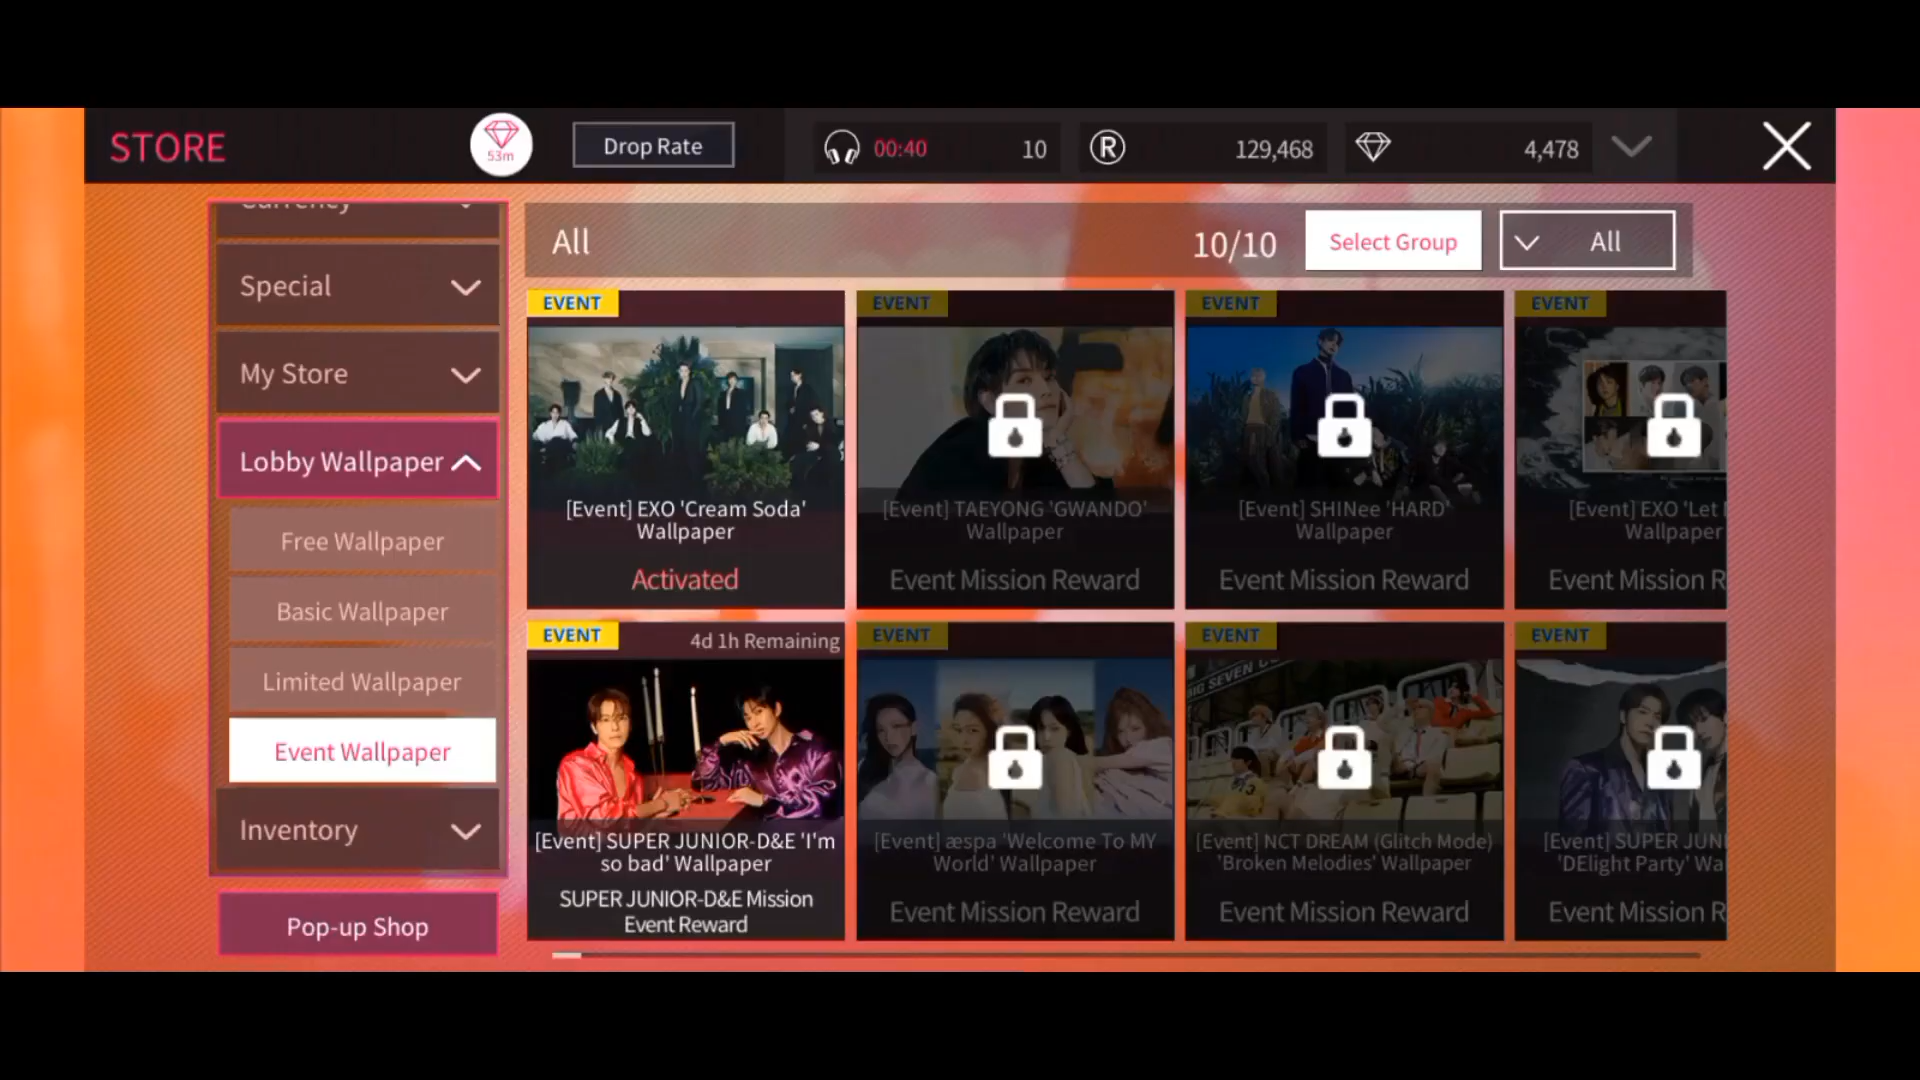 STORE
53m
Drop Rate
00:40
10
R
129,468
4,478
Currency
Special
My Store
Lobby Wallpaper
Free Wallpaper
Basic Wallpaper
Limited Wallpaper
Event Wallpaper
Inventory
Pop-up Shop
All
10/10
Select Group
All
EVENT
[Event] EXO 'Cream Soda'
Wallpaper
Activated
EVENT
[Event] TAEYONG 'GWANDO'
Wallpaper
Event Mission Reward
EVENT
[Event] SHINee 'HARD'
Wallpaper
Event Mission Reward
EVENT
[Event] EXO 'Let
Wallpaper
Event Mission R
EVENT
4d 1h Remaining
[Event] SUPER JUNIOR-D&E 'I'm
so bad' Wallpaper
SUPER JUNIOR-D&E Mission
Event Reward
EVENT
[Event] æspa 'Welcome To MY
World' Wallpaper
Event Mission Reward
EVENT
BIG SEVEN
[Event] NCT DREAM (Glitch Mode)
'Broken Melodies' Wallpaper
Event Mission Reward
EVENT
[Event] SUPER JUN
'DElight Party' Wa
Event Mission R